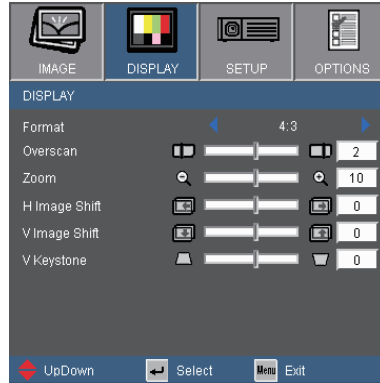 IMAGE DISPLAY SETUP OPTIONS
DISPLAY
Format 4:3
Overscan 2
Zoom 10
H Image Shift 0
V Image Shift 0
V Keystone 0
UpDown Select Menu Exit